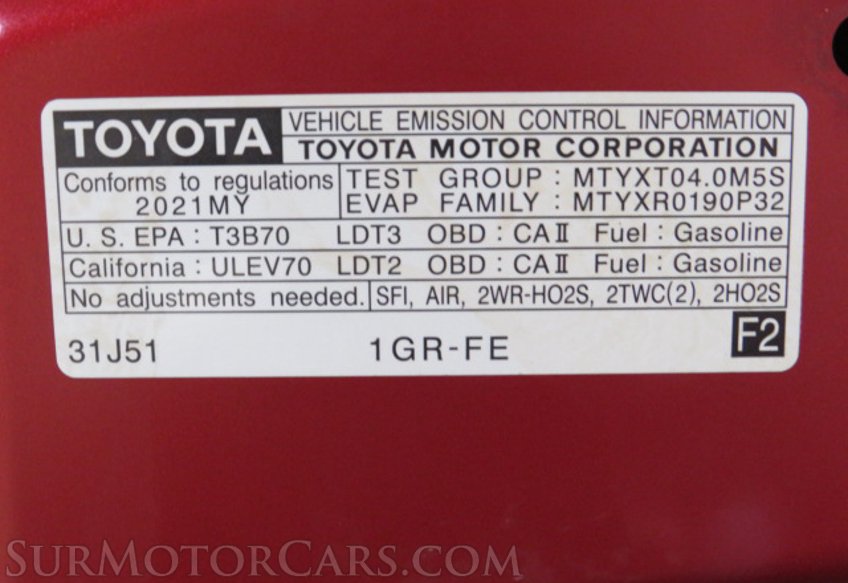 TOYOTA
VEHICLE EMISSION CONTROL INFORMATION
TOYOTA MOTOR CORPORATION
Conforms to regulations
2021MY
TEST GROUP : MTYXT04.0M5S
EVAP FAMILY : MTYXR0190P32
U. S. EPA : T3B70 LDT3 OBD : CAⅡ Fuel : Gasoline
California : ULEV70 LDT2 OBD : CAⅡ Fuel : Gasoline
No adjustments needed. SFI, AIR, 2WR-HO2S, 2TWC(2), 2HO2S
31J51 1GR-FE F2
SURMOTORCARS.COM